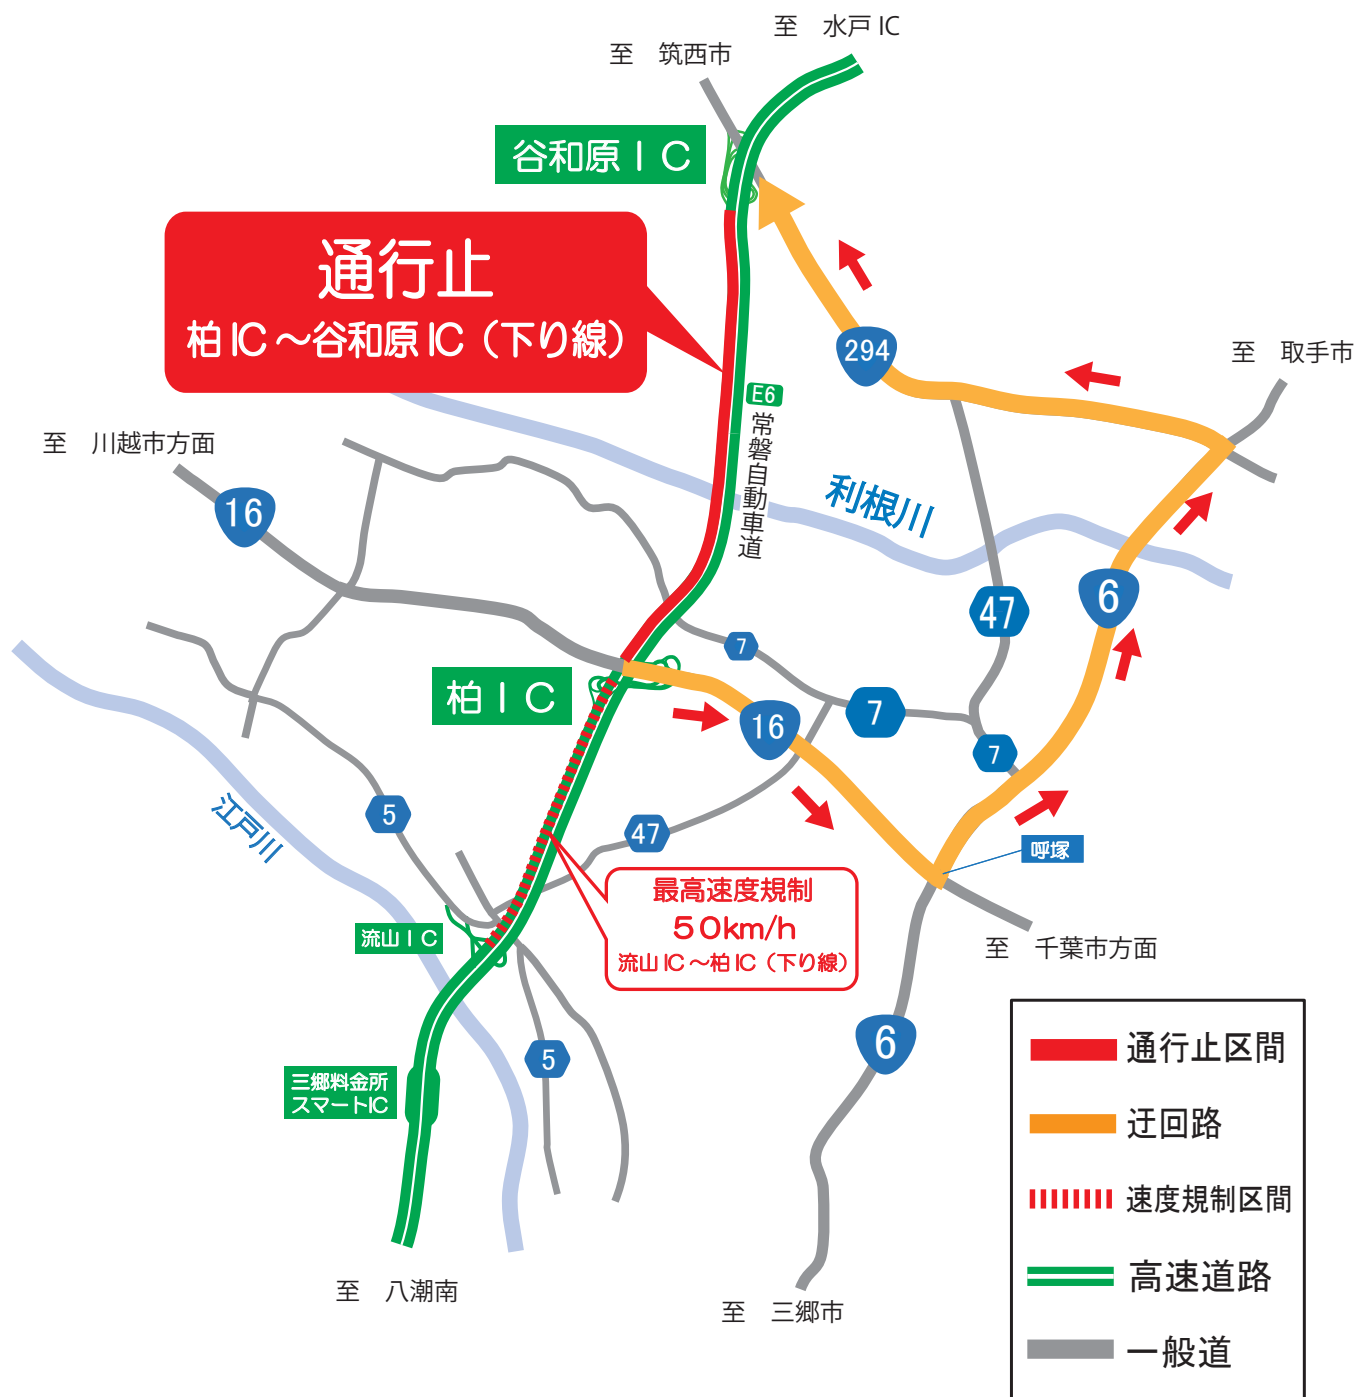 至　水戸 IC
至　筑西市
谷和原ＩＣ
通行止
柏 IC ～谷和原 IC（下り線）
294
至　取手市
E6
常磐自動車道
至　川越市方面
16
利根川
47
6
7
柏ＩＣ
7
16
7
江戸川
5
47
呼塚
最高速度規制
５０km/h
流山 IC ～柏 IC（下り線）
流山ＩＣ
至　千葉市方面
6
5
三郷料金所
スマートIC
至　八潮南
至　三郷市
通行止区間
迂回路
速度規制区間
高速道路
一般道